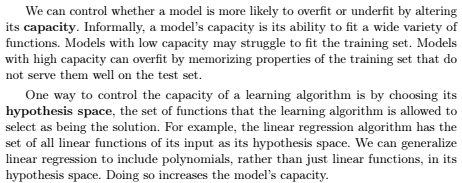 We can control whether a model is more likely to overfit or underfit by altering
its capacity. Informally, a model's capacity is its ability to fit a wide variety of
functions. Models with low capacity may struggle to fit the training set. Models
with high capacity can overfit by memorizing properties of the training set that do
not serve them well on the test set.
One way to control the capacity of a learning algorithm is by choosing its
hypothesis space, the set of functions that the learning algorithm is allowed to
select as being the solution. For example, the linear regression algorithm has the
set of all linear functions of its input as its hypothesis space. We can generalize
linear regression to include polynomials, rather than just linear functions, in its
hypothesis space. Doing so increases the model's capacity.